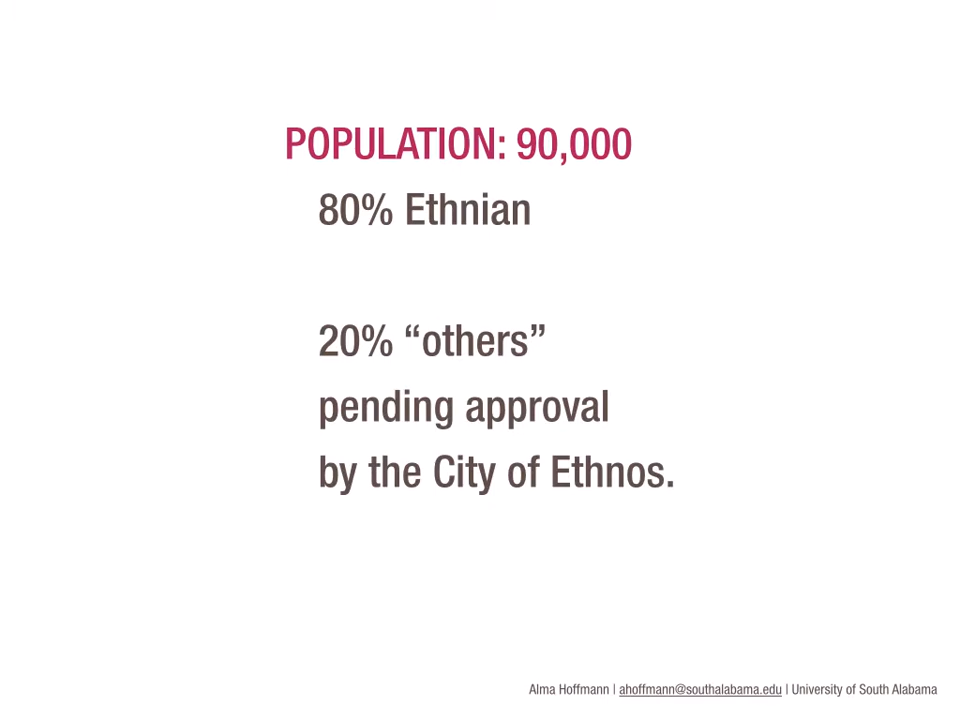 POPULATION: 90,000
80% Ethnian
20% “others”
pending approval
by the City of Ethnos.
Alma Hoffmann | ahoffmann@southalabama.edu | University of South Alabama